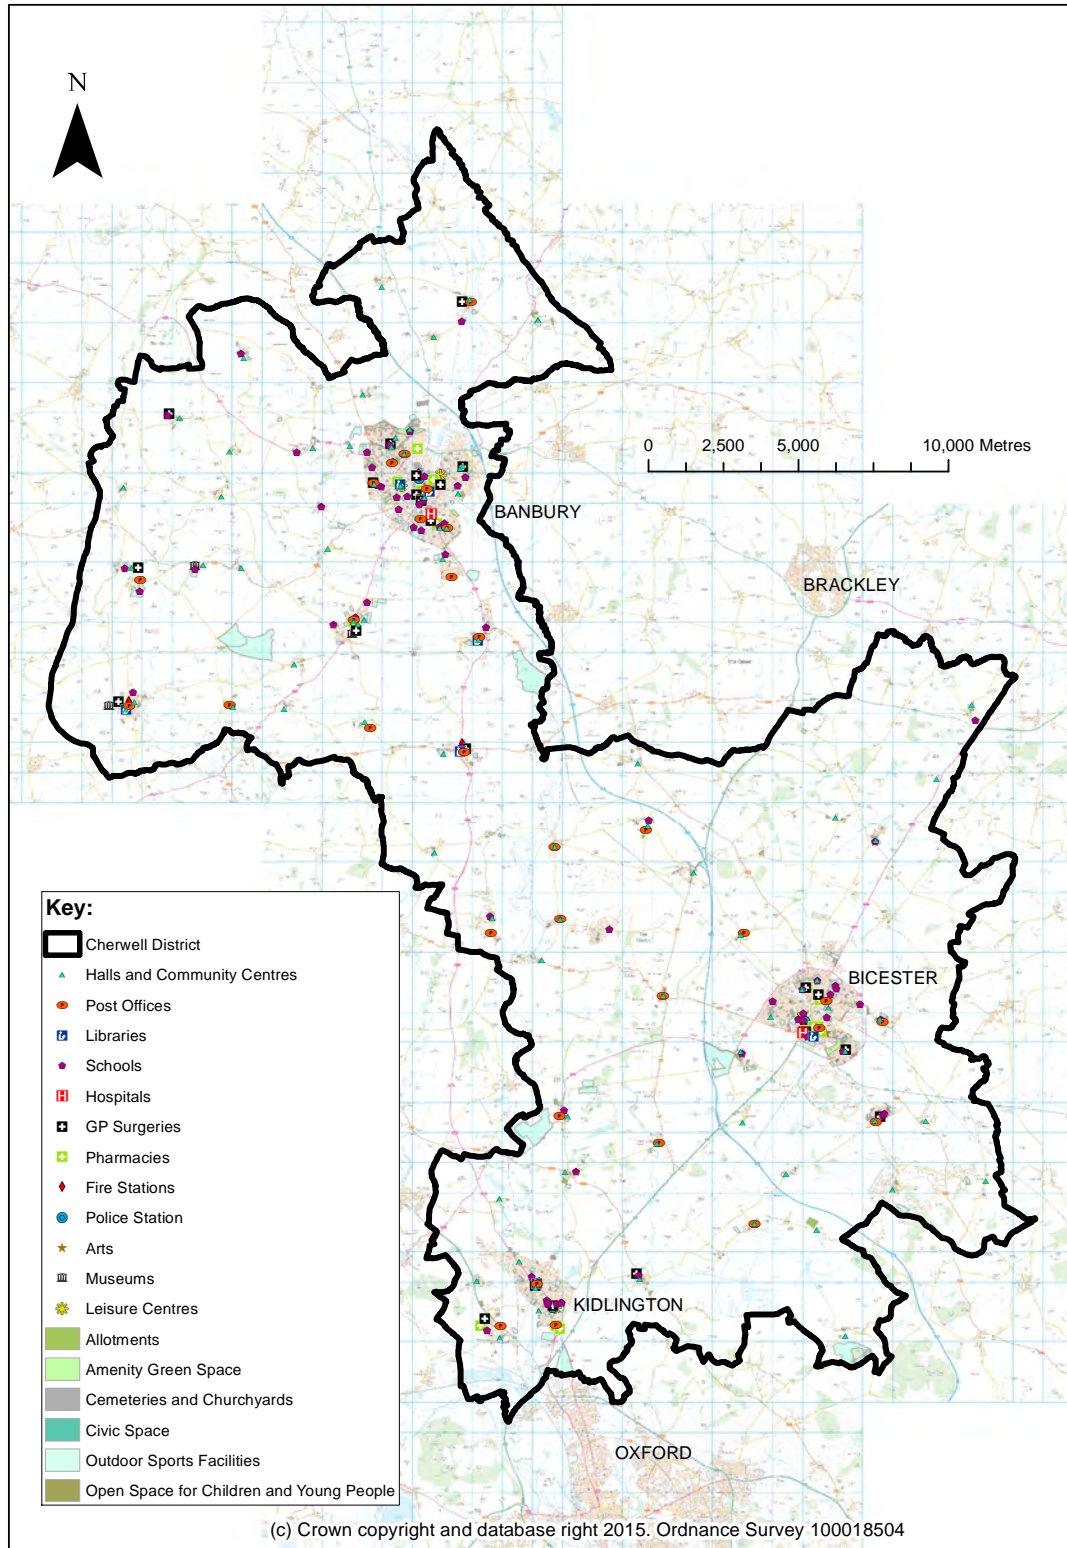 N
0 2,500 5,000 10,000 Metres
BANBURY
BRACKLEY
BICESTER
KIDLINGTON
OXFORD
Key:
Cherwell District
Halls and Community Centres
Post Offices
Libraries
Schools
Hospitals
GP Surgeries
Pharmacies
Fire Stations
Police Station
Arts
Museums
Leisure Centres
Allotments
Amenity Green Space
Cemeteries and Churchyards
Civic Space
Outdoor Sports Facilities
Open Space for Children and Young People
(c) Crown copyright and database right 2015. Ordnance Survey 100018504